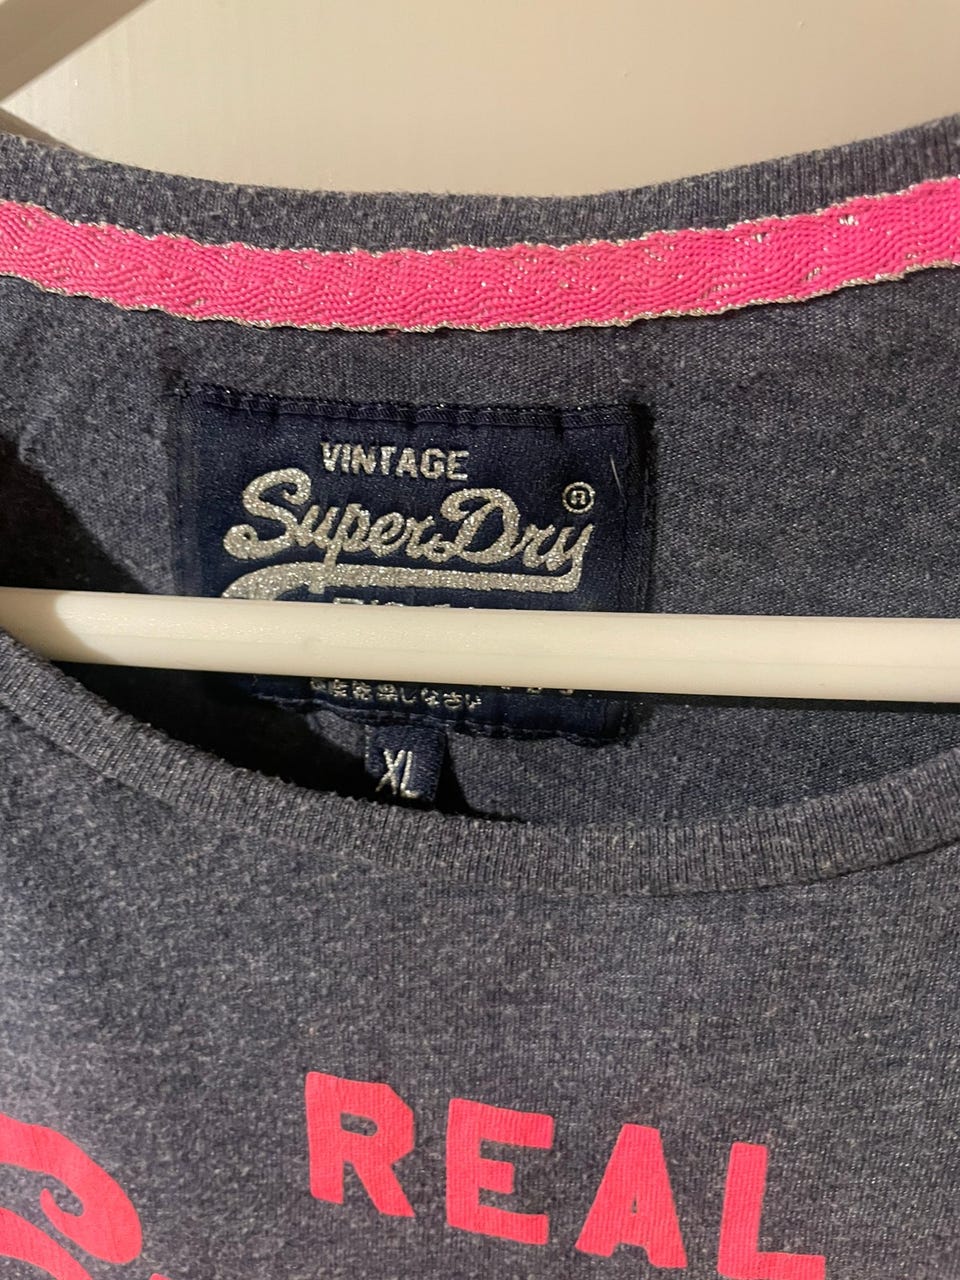 VINTAGE
SuperDry ®
XL
REAL